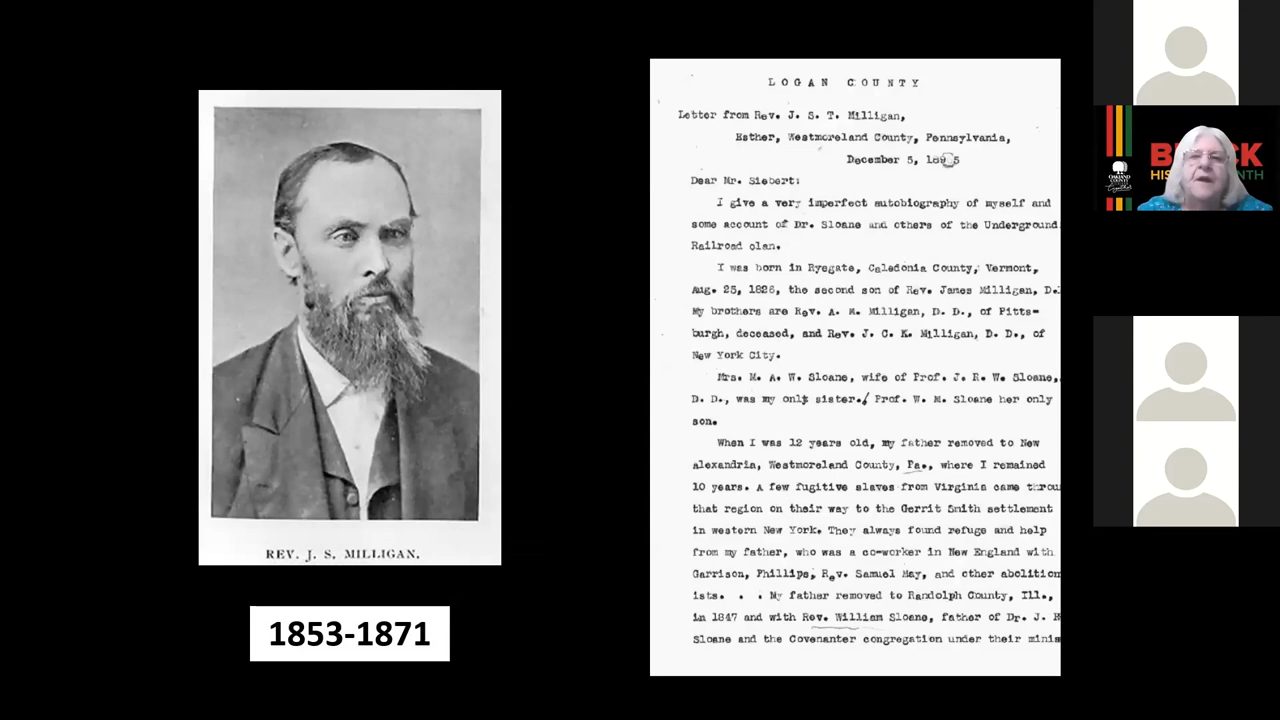 REV. J. S. MILLIGAN.
1853-1871
LOGAN COUNTY
Letter from Rev. J. S. T. Milligan,
Esther, Westmoreland County, Pennsylvania,
December 5, 1895
Dear Mr. Siebert:
I give a very imperfect autobiography of myself and
some account of Dr. Sloane and others of the Underground
Railroad clan.
I was born in Ryegate, Caledonia County, Vermont,
Aug. 25, 1826, the second son of Rev. James Milligan, D.
My brothers are Rev. A. M. Milligan, D. D., of Pitts-
burgh, deceased, and Rev. J. C. K. Milligan, D. D., of
New York City.
Mrs. M. A. W. Sloane, wife of Prof. J. R. W. Sloane,
D. D., was my only sister. Prof. W. M. Sloane her only
son.
When I was 12 years old, my father removed to New
alexandria, Westmoreland County, Pa., where I remained
10 years. A few fugitive slaves from Virginia came throu
that region on their way to the Gerrit Smith settlement
in western New York. They always found refuge and help
from my father, who was a co-worker in New England with
Garrison, Phillips, Rev. Samuel May, and other abolition
ists. . . My father removed to Randolph County, Ill.,
in 1847 and with Rev. William Sloane, father of Dr. J. R
Sloane and the Covenanter congregation under their minis
OAKLAND COUNTY
Together